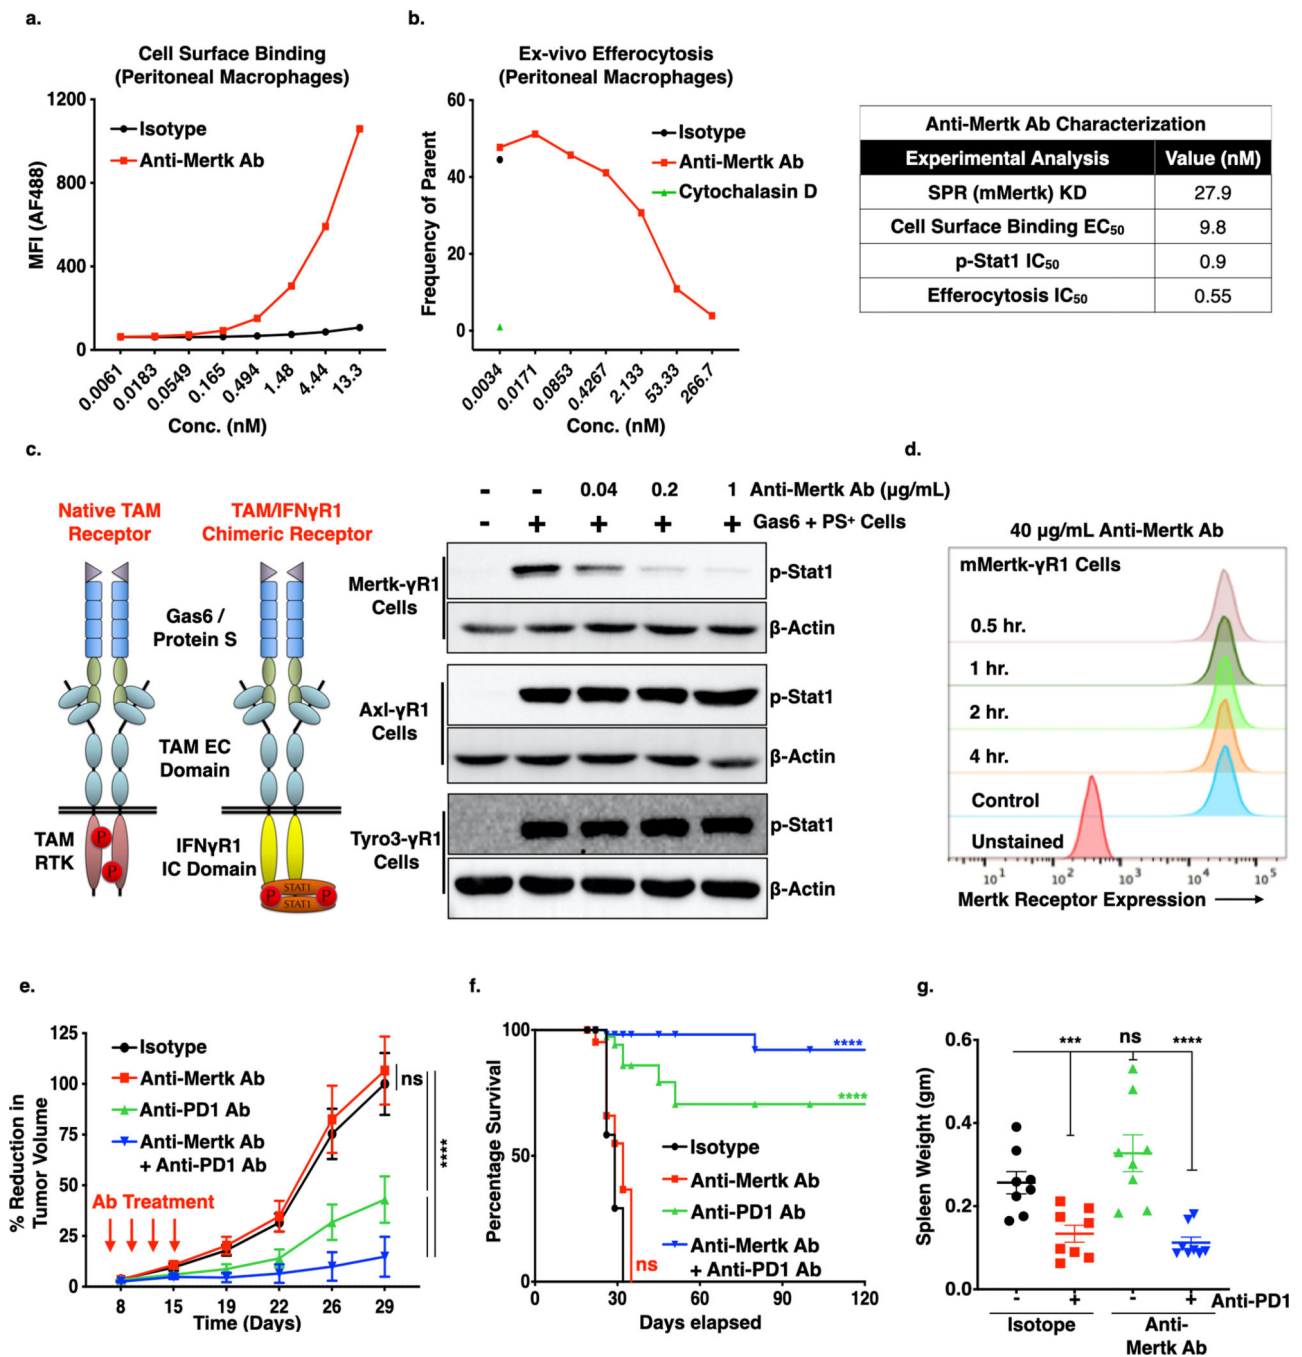 a.
Cell Surface Binding
(Peritoneal Macrophages)
1200
800
400
0
MFI (AF488)
Isotype
Anti-Mertk Ab
0.0061
0.0183
0.0549
0.165
0.494
1.48
4.44
13.3
Conc. (nM)
b.
Ex-vivo Efferocytosis
(Peritoneal Macrophages)
60
40
20
0
Frequency of Parent
Isotype
Anti-Mertk Ab
Cytochalasin D
0.0034
0.0171
0.0853
0.4267
2.133
53.33
266.7
Conc. (nM)
Anti-Mertk Ab Characterization
Experimental Analysis Value (nM)
SPR (mMertk) KD 27.9
Cell Surface Binding EC50 9.8
p-Stat1 IC50 0.9
Efferocytosis IC50 0.55
c.
Native TAM
Receptor
TAM/IFNγR1
Chimeric Receptor
Gas6 /
Protein S
TAM EC
Domain
TAM
RTK
P
P
IFNγR1
IC Domain
P STAT1 P
STAT1
- - 0.04 0.2 1 Anti-Mertk Ab (µg/mL)
- + + + + Gas6 + PS+ Cells
Mertk-γR1
Cells
p-Stat1
β-Actin
Axl-γR1
Cells
p-Stat1
β-Actin
Tyro3-γR1
Cells
p-Stat1
β-Actin
d.
40 µg/mL Anti-Mertk Ab
mMertk-γR1 Cells
0.5 hr.
1 hr.
2 hr.
4 hr.
Control
Unstained
10^1 10^2 10^3 10^4 10^5
Mertk Receptor Expression
e.
% Reduction in
Tumor Volume
125
100
75
50
25
0
Isotype
Anti-Mertk Ab
Anti-PD1 Ab
Anti-Mertk Ab
+ Anti-PD1 Ab
Ab Treatment
ns
****
8 15 19 22 26 29
Time (Days)
f.
Percentage Survival
100
50
0
****
****
Isotype
Anti-Mertk Ab
Anti-PD1 Ab
Anti-Mertk Ab
+ Anti-PD1 Ab
ns
0 30 60 90 120
Days elapsed
g.
Spleen Weight (gm)
0.6
0.4
0.2
0.0
*** ns ****
- + - + Anti-PD1
Isotope
Anti-
Mertk Ab